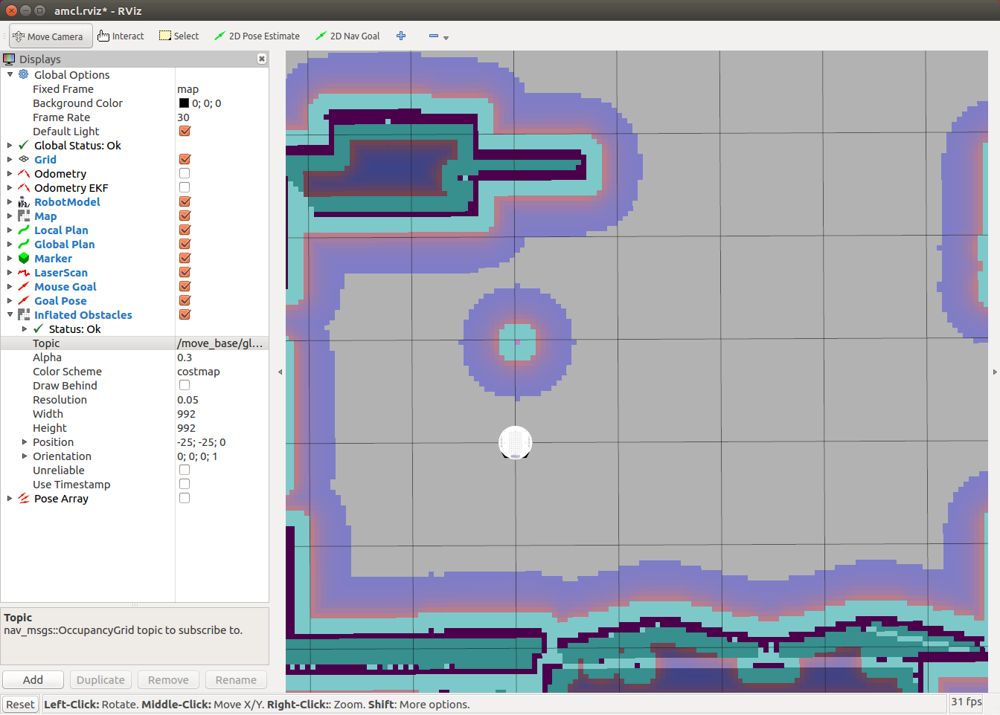 amcl.rviz* - RViz
Move Camera Interact Select 2D Pose Estimate 2D Nav Goal
Displays
Global Options
Fixed Frame map
Background Color 0; 0; 0
Frame Rate 30
Default Light
Global Status: Ok
Grid
Odometry
Odometry EKF
RobotModel
Map
Local Plan
Global Plan
Marker
LaserScan
Mouse Goal
Goal Pose
Inflated Obstacles
Status: Ok
Topic /move_base/gl...
Alpha 0.3
Color Scheme costmap
Draw Behind
Resolution 0.05
Width 992
Height 992
Position -25; -25; 0
Orientation 0; 0; 0; 1
Unreliable
Use Timestamp
Pose Array
Topic
nav_msgs::OccupancyGrid topic to subscribe to.
Add Duplicate Remove Rename
Reset Left-Click: Rotate. Middle-Click: Move X/Y. Right-Click:: Zoom. Shift: More options. 31 fps